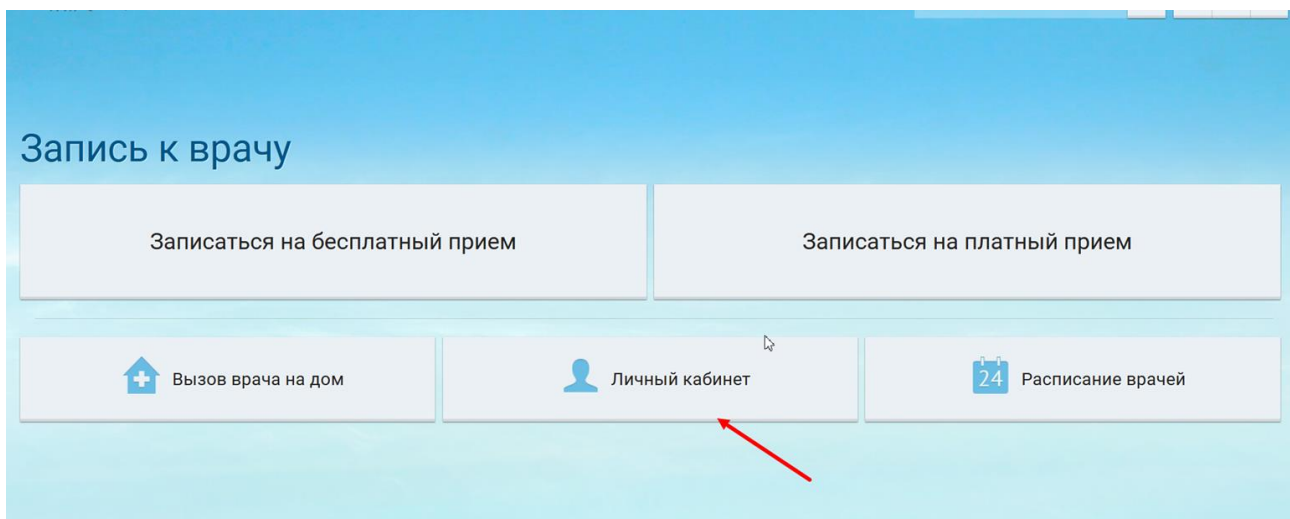 Запись к врачу
Записаться на бесплатный прием
Записаться на платный прием
Вызов врача на дом
Личный кабинет
24
Расписание врачей